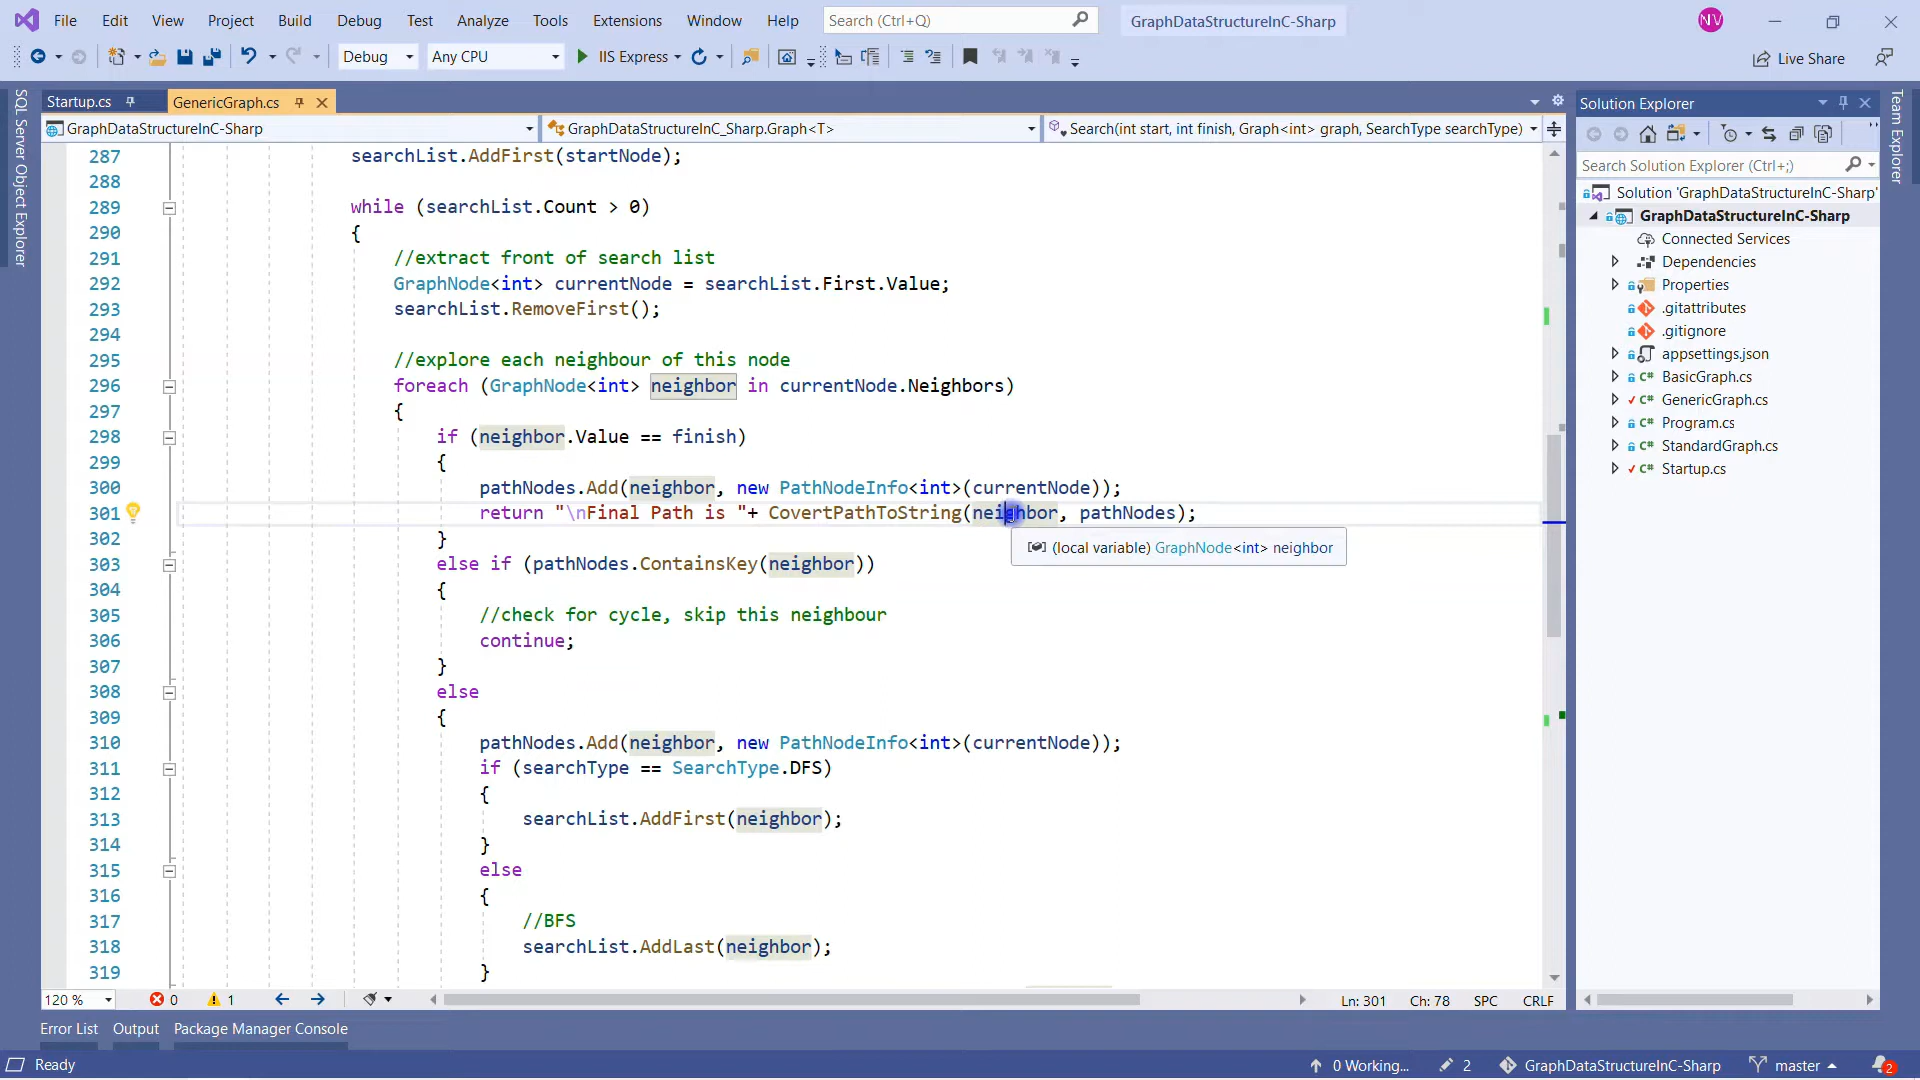 File Edit View Project Build Debug Test Analyze Tools Extensions Window Help Search (Ctrl+Q) GraphDataStructureInC-Sharp NV
Debug Any CPU IIS Express Live Share
Startup.cs GenericGraph.cs
GraphDataStructureInC-Sharp GraphDataStructureInC_Sharp.Graph<T> Search(int start, int finish, Graph<int> graph, SearchType searchType)
SQL Server Object Explorer
287 searchList.AddFirst(startNode);
288
289 while (searchList.Count > 0)
290 {
291 //extract front of search list
292 GraphNode<int> currentNode = searchList.First.Value;
293 searchList.RemoveFirst();
294
295 //explore each neighbour of this node
296 foreach (GraphNode<int> neighbor in currentNode.Neighbors)
297 {
298 if (neighbor.Value == finish)
299 {
300 pathNodes.Add(neighbor, new PathNodeInfo<int>(currentNode));
301 return "\nFinal Path is "+ CovertPathToString(neighbor, pathNodes);
302 }
(local variable) GraphNode<int> neighbor
303 else if (pathNodes.ContainsKey(neighbor))
304 {
305 //check for cycle, skip this neighbour
306 continue;
307 }
308 else
309 {
310 pathNodes.Add(neighbor, new PathNodeInfo<int>(currentNode));
311 if (searchType == SearchType.DFS)
312 {
313 searchList.AddFirst(neighbor);
314 }
315 else
316 {
317 //BFS
318 searchList.AddLast(neighbor);
319 }
120 % 0 1 Ln: 301 Ch: 78 SPC CRLF
Solution Explorer
Search Solution Explorer (Ctrl+;)
Solution 'GraphDataStructureInC-Sharp'
GraphDataStructureInC-Sharp
Connected Services
Dependencies
Properties
.gitattributes
.gitignore
appsettings.json
C# BasicGraph.cs
C# GenericGraph.cs
C# Program.cs
C# StandardGraph.cs
C# Startup.cs
Team Explorer
Error List Output Package Manager Console
Ready 0 Working... 2 GraphDataStructureInC-Sharp master 2